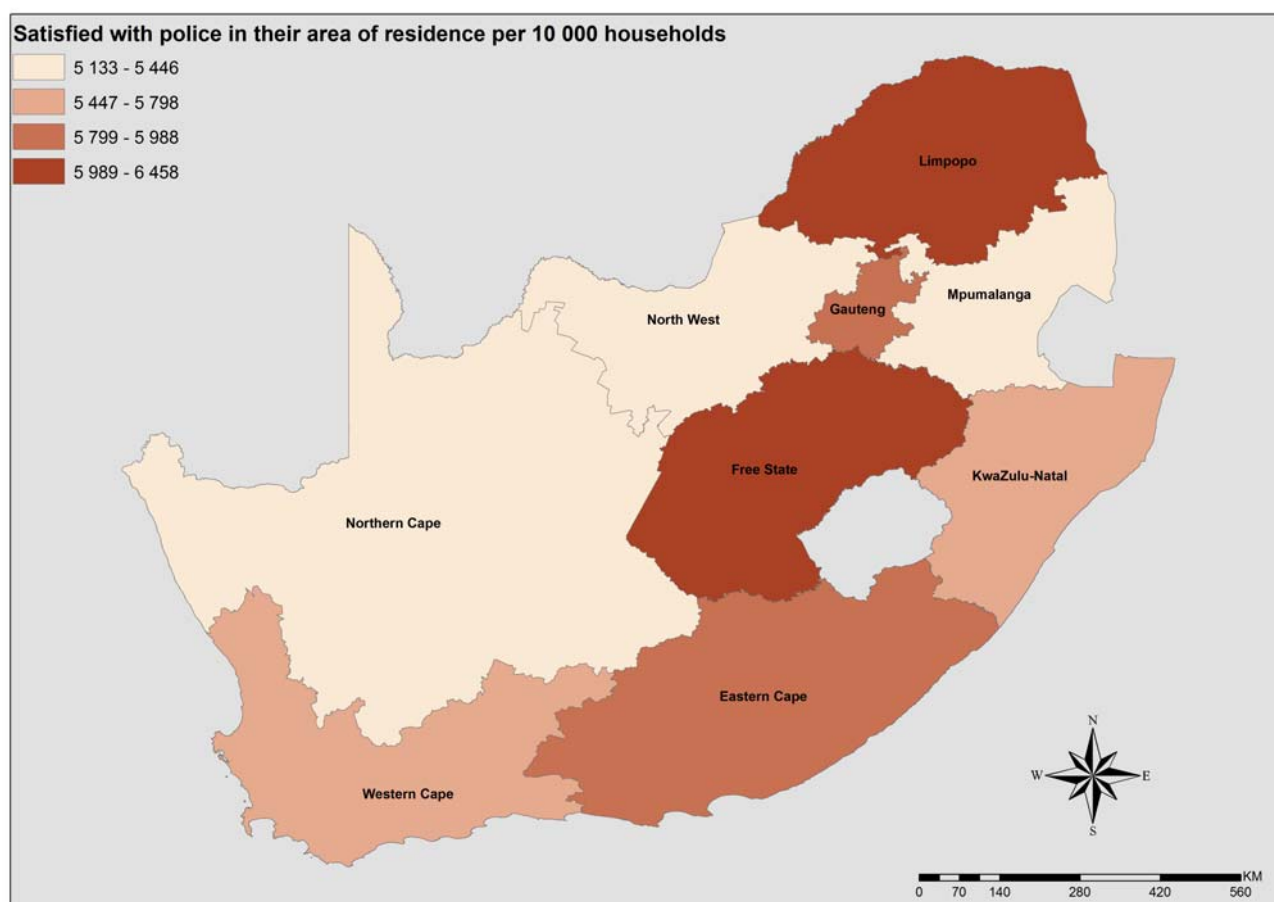 Satisfied with police in their area of residence per 10 000 households
5 133 - 5 446
5 447 - 5 798
5 799 - 5 988
5 989 - 6 458
Limpopo
Mpumalanga
Gauteng
North West
Free State
KwaZulu-Natal
Northern Cape
Eastern Cape
Western Cape
N
W E
S
KM
0 70 140 280 420 560